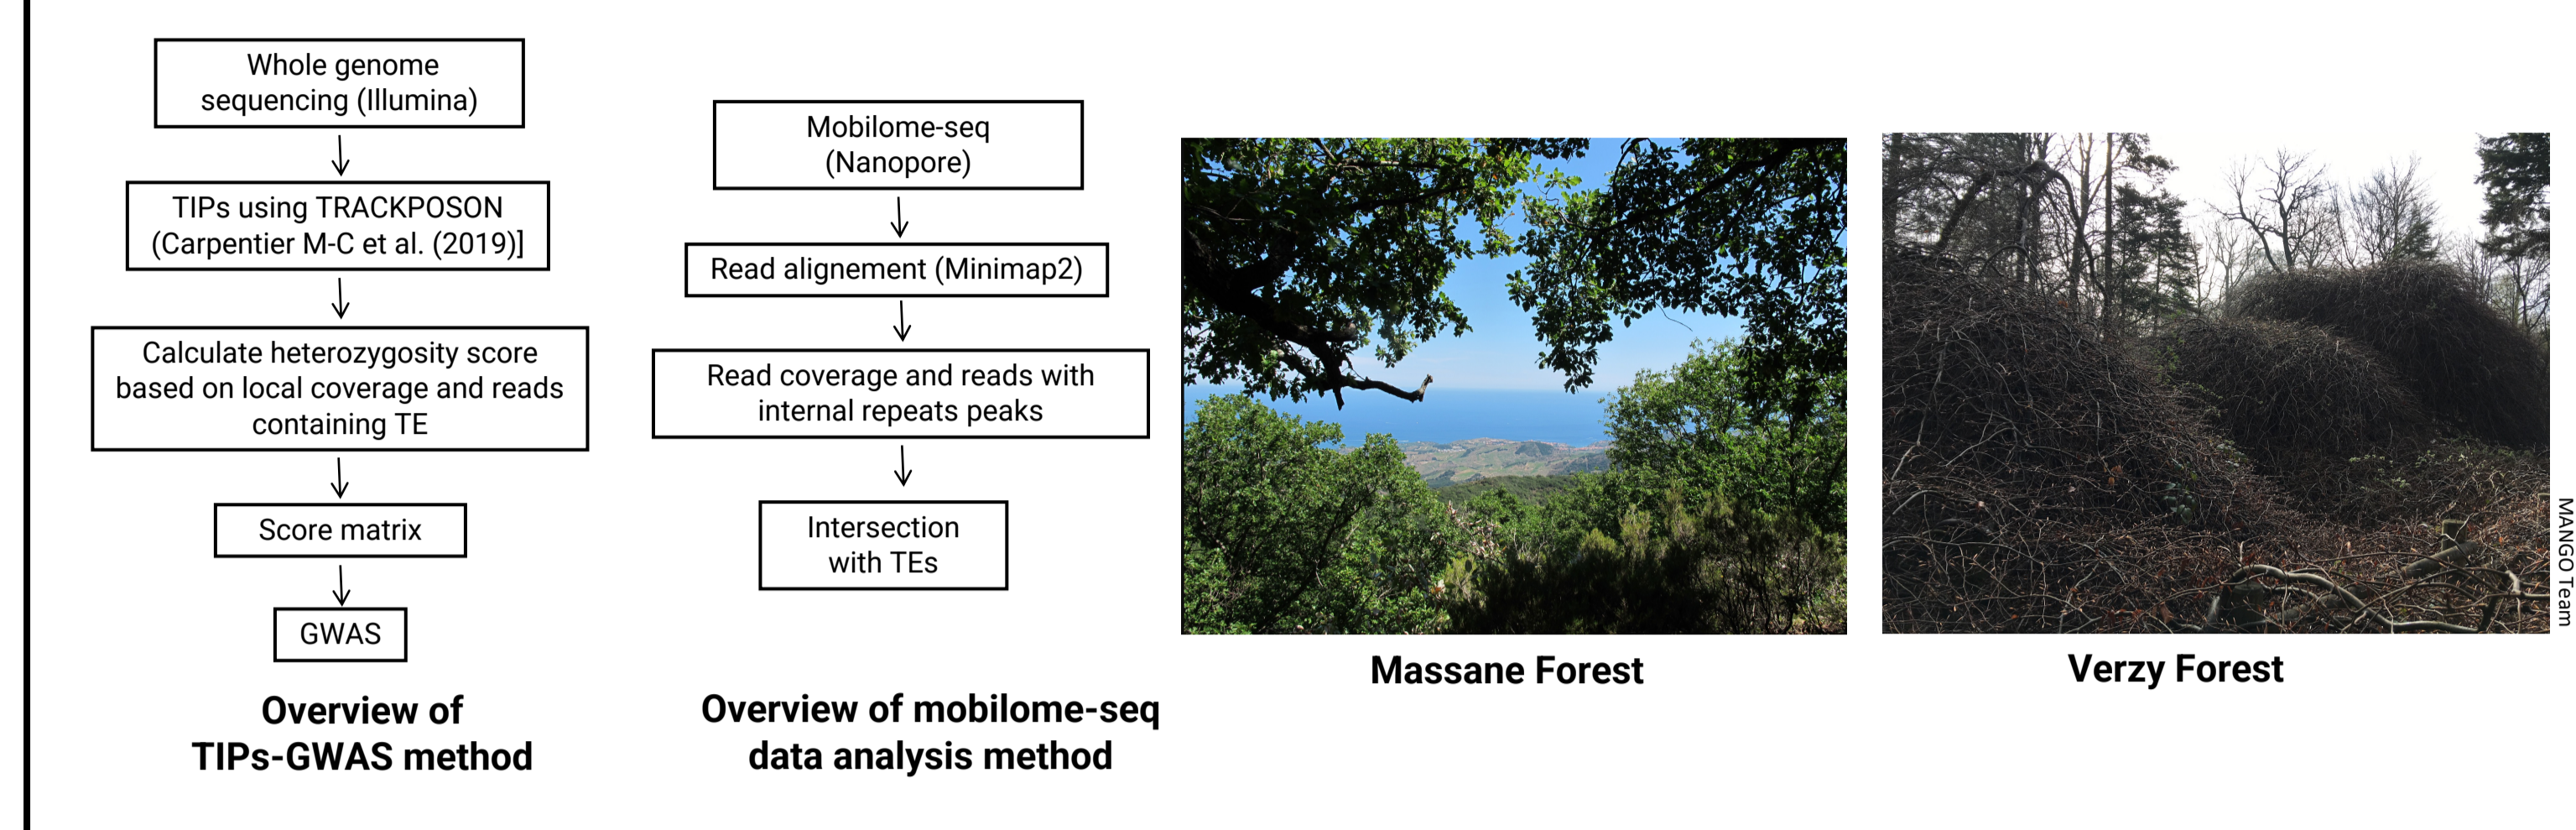 Whole genome
sequencing (Illumina)
TIPs using TRACKPOSON
(Carpentier M-C et al. (2019)]
Calculate heterozygosity score
based on local coverage and reads
containing TE
Score matrix
GWAS
Overview of
TIPs-GWAS method
Mobilome-seq
(Nanopore)
Read alignement (Minimap2)
Read coverage and reads with
internal repeats peaks
Intersection
with TEs
Overview of mobilome-seq
data analysis method
Massane Forest
Verzy Forest
MANGO Team